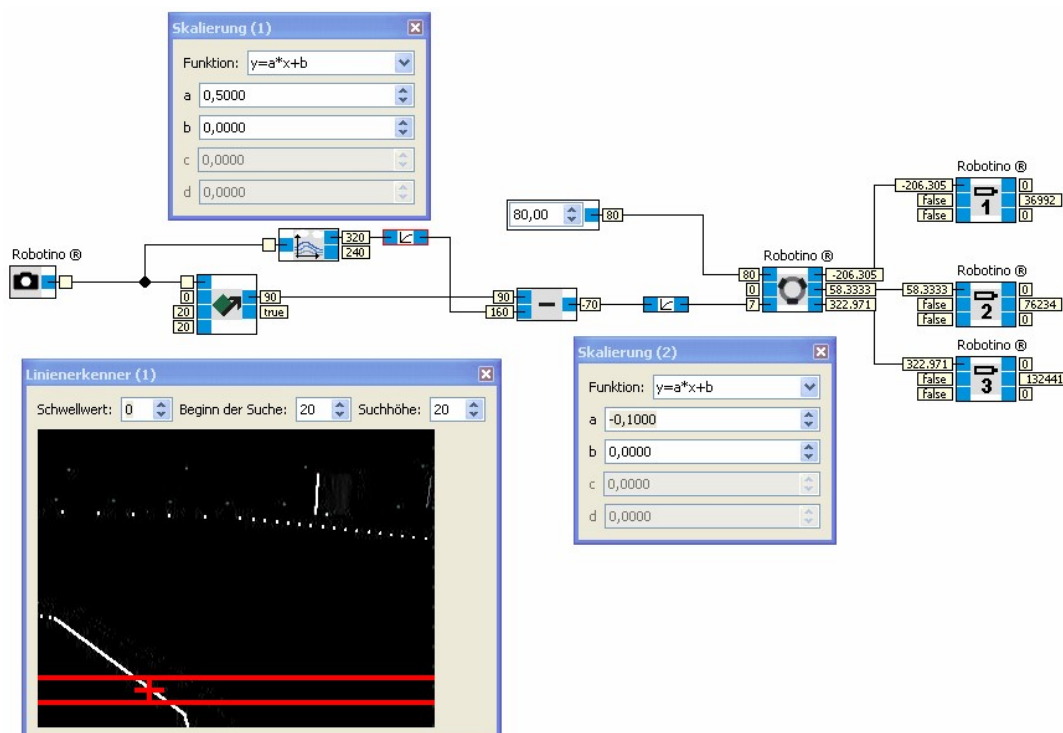 Skalierung (1)
Funktion: y=a*x+b
a 0,5000
b 0,0000
c 0,0000
d 0,0000
Robotino ®
320
240
0
20
20
90
true
80,00
80
90
160
-70
Robotino ®
80
0
7
-206.305
58.3333
322.971
Robotino ®
-206.305
False
False
1
0
36992
0
Robotino ®
58.3333
False
False
2
0
76234
0
Robotino ®
322.971
False
False
3
0
132441
0
Linienerkenner (1)
Schwellwert: 0 Beginn der Suche: 20 Suchhöhe: 20
Skalierung (2)
Funktion: y=a*x+b
a -0,1000
b 0,0000
c 0,0000
d 0,0000